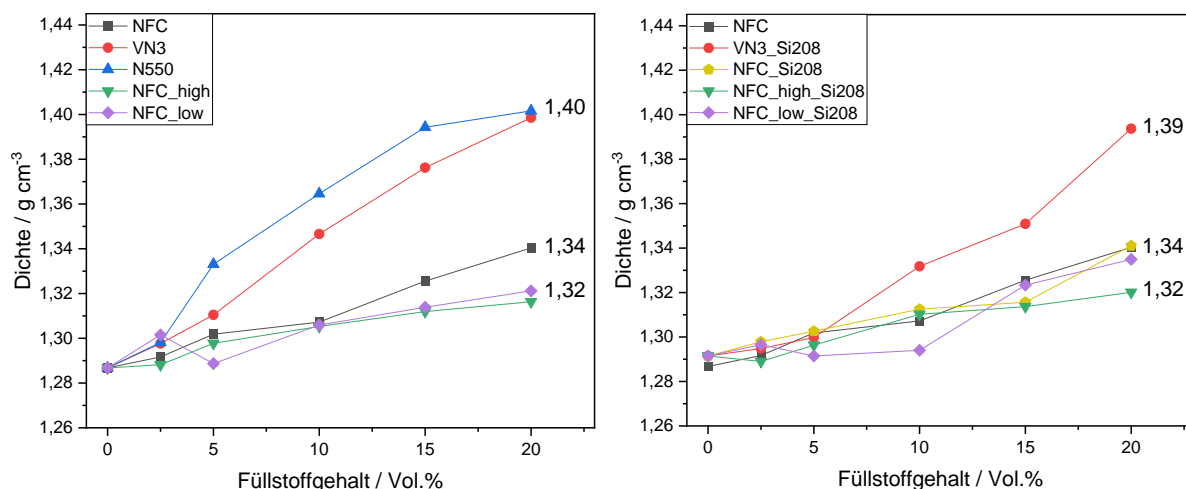 1,44
1,42
1,40
1,38
1,36
1,34
1,32
1,30
1,28
1,26
Dichte / g cm⁻³
NFC
VN3
N550
NFC_high
NFC_low
1,40
1,34
1,32
0
5
10
15
20
Füllstoffgehalt / Vol.%
1,44
1,42
1,40
1,38
1,36
1,34
1,32
1,30
1,28
1,26
Dichte / g cm⁻³
NFC
VN3_Si208
NFC_Si208
NFC_high_Si208
NFC_low_Si208
1,39
1,34
1,32
0
5
10
15
20
Füllstoffgehalt / Vol.%